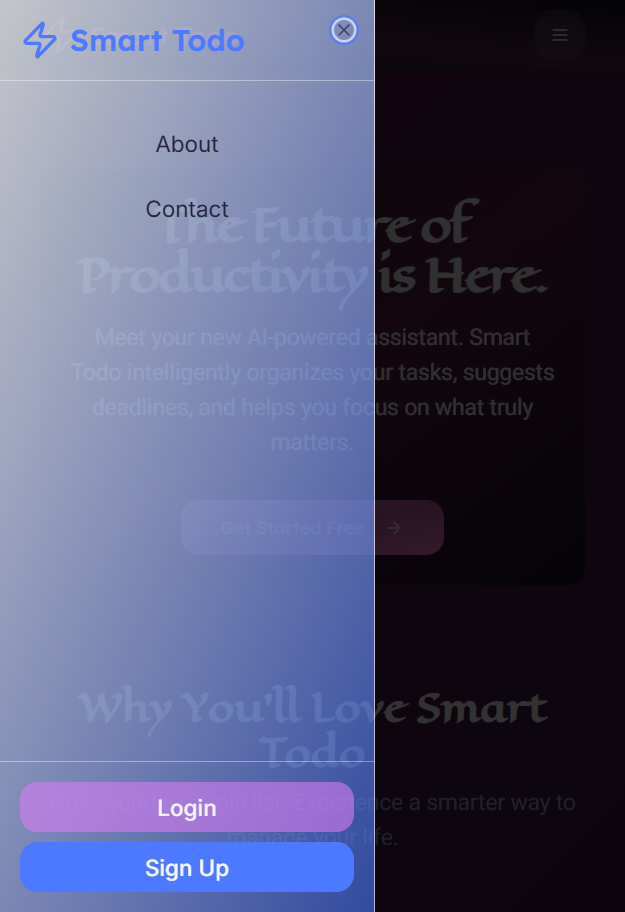 Smart Todo
About
Contact
The Future of
Productivity is Here.
Meet your new AI-powered assistant. Smart
Todo intelligently organizes your tasks, suggests
deadlines, and helps you focus on what truly
matters.
Get Started Free
Why You'll Love Smart
Todo
list. Experience a smarter way to
manage your life.
Login
Sign Up